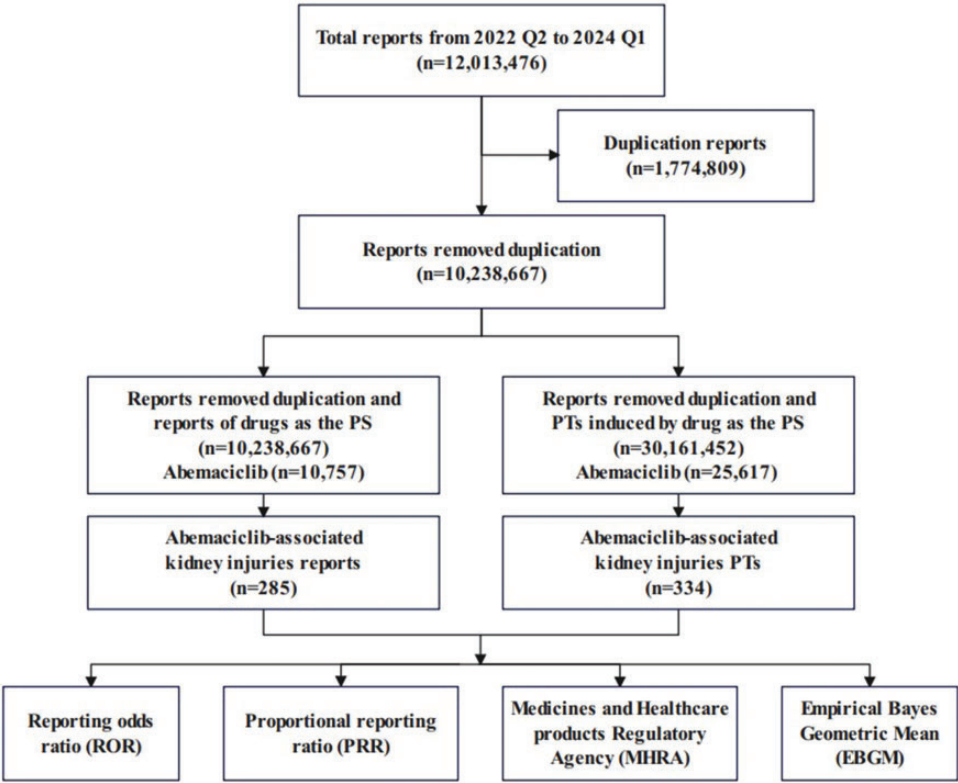 Total reports from 2022 Q2 to 2024 Q1
(n=12,013,476)
Duplication reports
(n=1,774,809)
Reports removed duplication
(n=10,238,667)
Reports removed duplication and
reports of drugs as the PS
(n=10,238,667)
Abemaciclib (n=10,757)
Reports removed duplication and
PTs induced by drug as the PS
(n=30,161,452)
Abemaciclib (n=25,617)
Abemaciclib-associated
kidney injuries reports
(n=285)
Abemaciclib-associated
kidney injuries PTs
(n=334)
Reporting odds
ratio (ROR)
Proportional reporting
ratio (PRR)
Medicines and Healthcare
products Regulatory
Agency (MHRA)
Empirical Bayes
Geometric Mean
(EBGM)